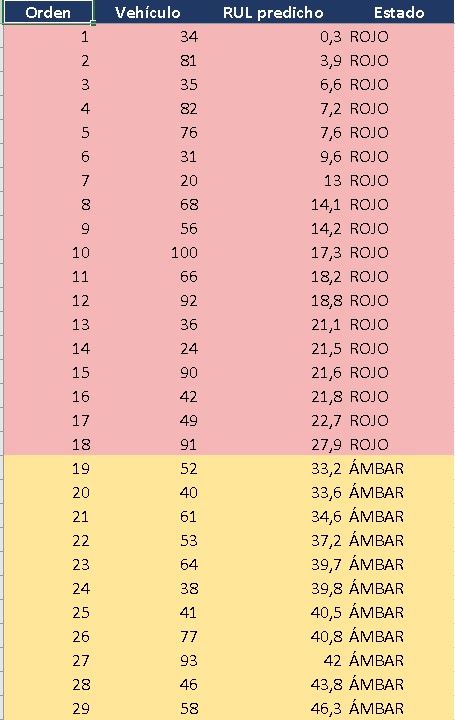 Orden Vehículo RUL predicho Estado
1 34 0,3 ROJO
2 81 3,9 ROJO
3 35 6,6 ROJO
4 82 7,2 ROJO
5 76 7,6 ROJO
6 31 9,6 ROJO
7 20 13 ROJO
8 68 14,1 ROJO
9 56 14,2 ROJO
10 100 17,3 ROJO
11 66 18,2 ROJO
12 92 18,8 ROJO
13 36 21,1 ROJO
14 24 21,5 ROJO
15 90 21,6 ROJO
16 42 21,8 ROJO
17 49 22,7 ROJO
18 91 27,9 ROJO
19 52 33,2 ÁMBAR
20 40 33,6 ÁMBAR
21 61 34,6 ÁMBAR
22 53 37,2 ÁMBAR
23 64 39,7 ÁMBAR
24 38 39,8 ÁMBAR
25 41 40,5 ÁMBAR
26 77 40,8 ÁMBAR
27 93 42 ÁMBAR
28 46 43,8 ÁMBAR
29 58 46,3 ÁMBAR